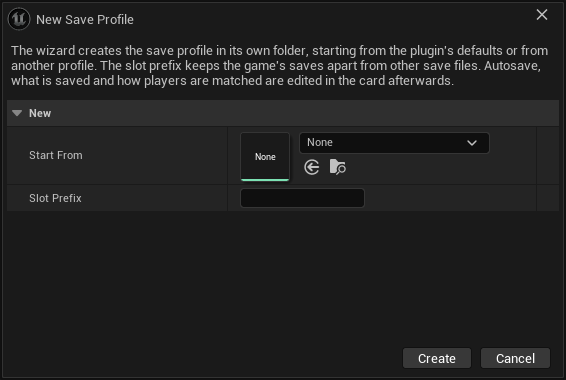 New Save Profile
The wizard creates the save profile in its own folder, starting from the plugin's defaults or from
another profile. The slot prefix keeps the game's saves apart from other save files. Autosave,
what is saved and how players are matched are edited in the card afterwards.
New
Start From
None
None
Slot Prefix
Create
Cancel